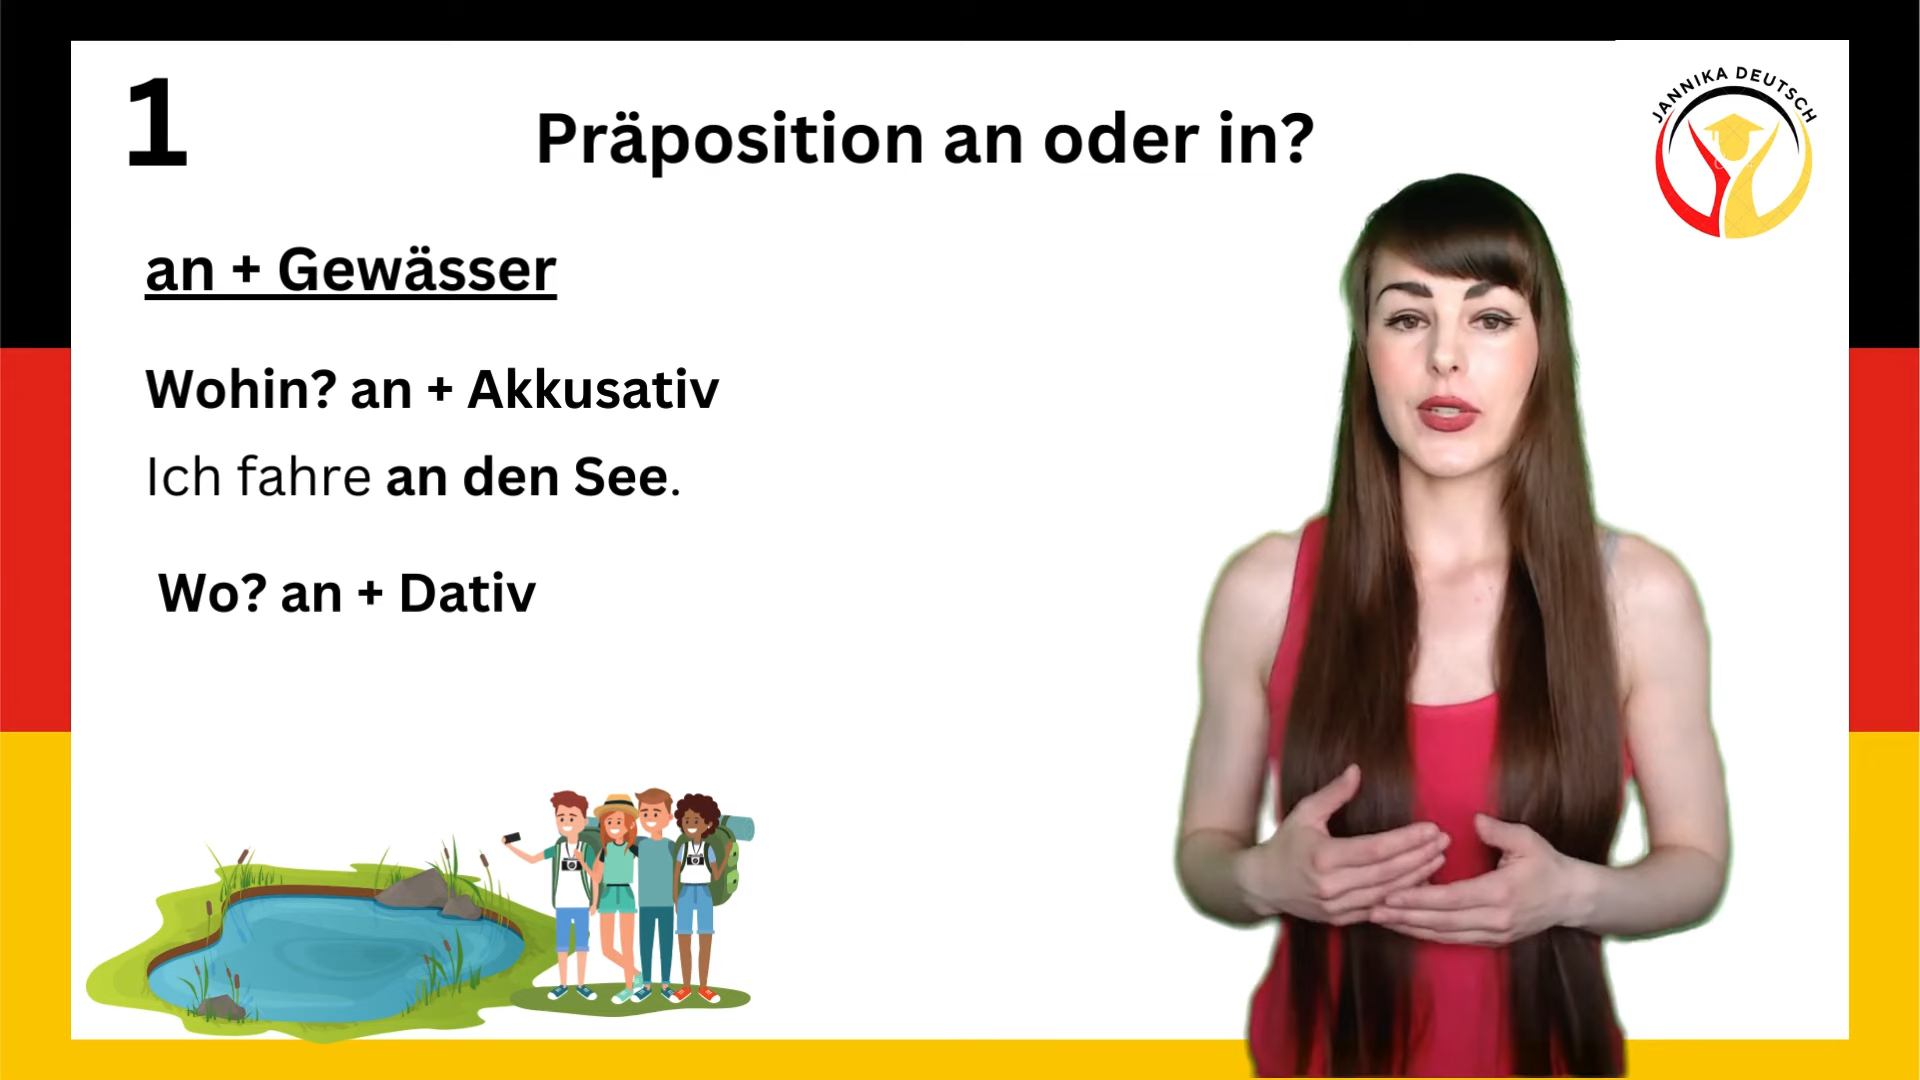 1
Präposition an oder in?
JANNIKA DEUTSCH
an + Gewässer
Wohin? an + Akkusativ
Ich fahre an den See.
Wo? an + Dativ